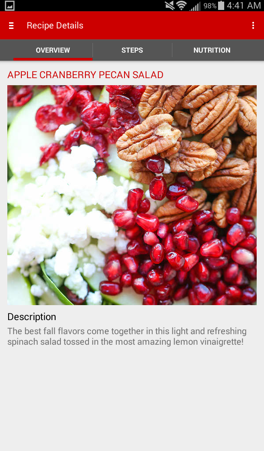 98% 4:41 AM
Recipe Details
OVERVIEW STEPS NUTRITION
APPLE CRANBERRY PECAN SALAD
Description
The best fall flavors come together in this light and refreshing
spinach salad tossed in the most amazing lemon vinaigrette!